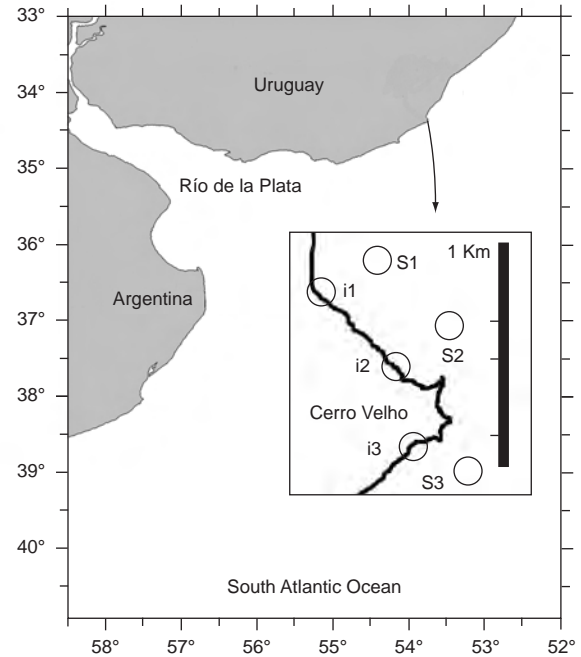 33°
34°
35°
36°
37°
38°
39°
40°
Uruguay
Río de la Plata
Argentina
1 Km
S1
i1
S2
i2
Cerro Velho
i3
S3
South Atlantic Ocean
58° 57° 56° 55° 54° 53° 52°